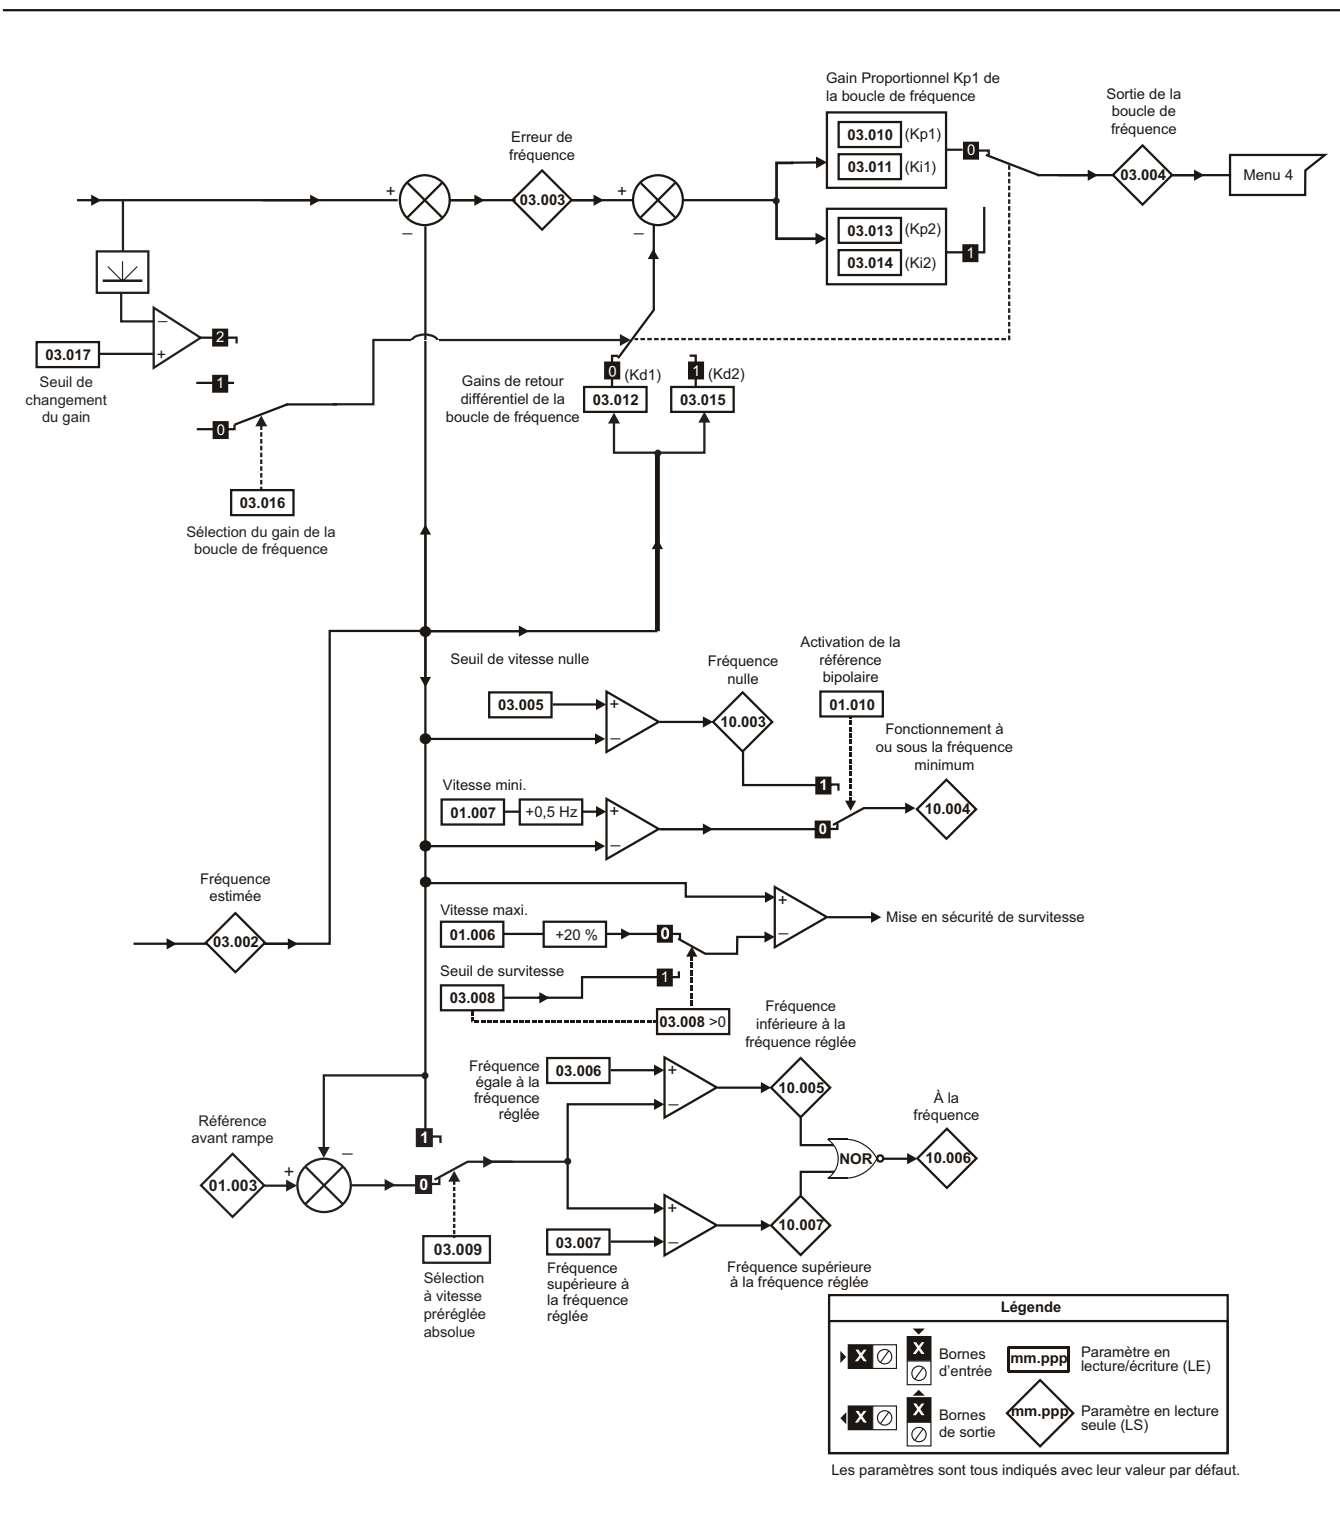 Gain Proportionnel Kp1 de
la boucle de fréquence
Sortie de la
boucle de
fréquence
Erreur de
fréquence
03.010 (Kp1)
03.011 (Ki1)
0
03.003
03.004
Menu 4
+
−
+
−
03.013 (Kp2)
03.014 (Ki2)
1
03.017
−
+
2
Seuil de
changement
du gain
1
0
Gains de retour
différentiel de la
boucle de fréquence
0 (Kd1)
1 (Kd2)
03.012
03.015
03.016
Sélection du gain de la
boucle de fréquence
Seuil de vitesse nulle
03.005
+
−
Fréquence
nulle
10.003
Activation de la
référence
bipolaire
01.010
Fonctionnement à
ou sous la fréquence
minimum
1
Vitesse mini.
01.007
+0,5 Hz
+
−
0
10.004
Fréquence
estimée
03.002
Vitesse maxi.
01.006
+20 %
0
+
−
Mise en sécurité de survitesse
Seuil de survitesse
03.008
1
03.008 >0
Fréquence
inférieure à la
fréquence réglée
Fréquence
égale à la
fréquence
réglée
03.006
+
−
10.005
À la
fréquence
Référence
avant rampe
01.003
+
−
1
0
NOR
10.006
03.009
Sélection
à vitesse
préréglée
absolue
03.007
+
−
10.007
Fréquence
supérieure à
la fréquence
réglée
Fréquence supérieure
à la fréquence réglée
Légende
X
X
Bornes
d'entrée
mm.ppp
Paramètre en
lecture/écriture (LE)
X
X
Bornes
de sortie
mm.ppp
Paramètre en lecture
seule (LS)
Les paramètres sont tous indiqués avec leur valeur par défaut.